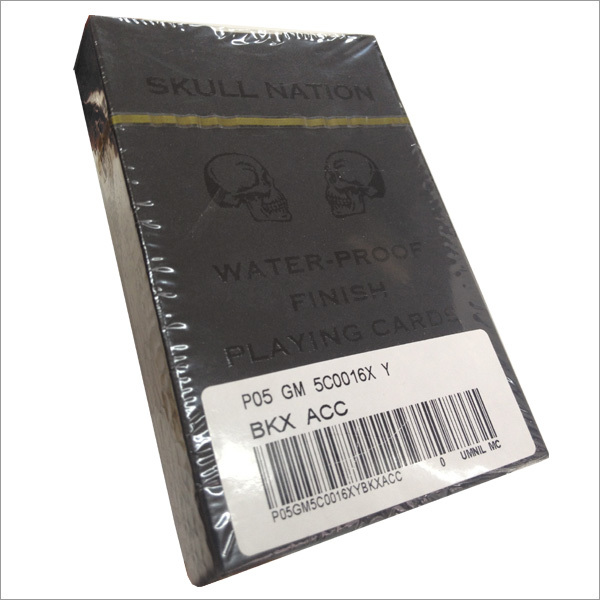 SKULL NATION
WATER-PROOF
FINISH
PLAYING CARDS
P05 GM 5C0016X Y
BKX ACC
P05GM5C0016XYBKXACC 0 UMNIL MC